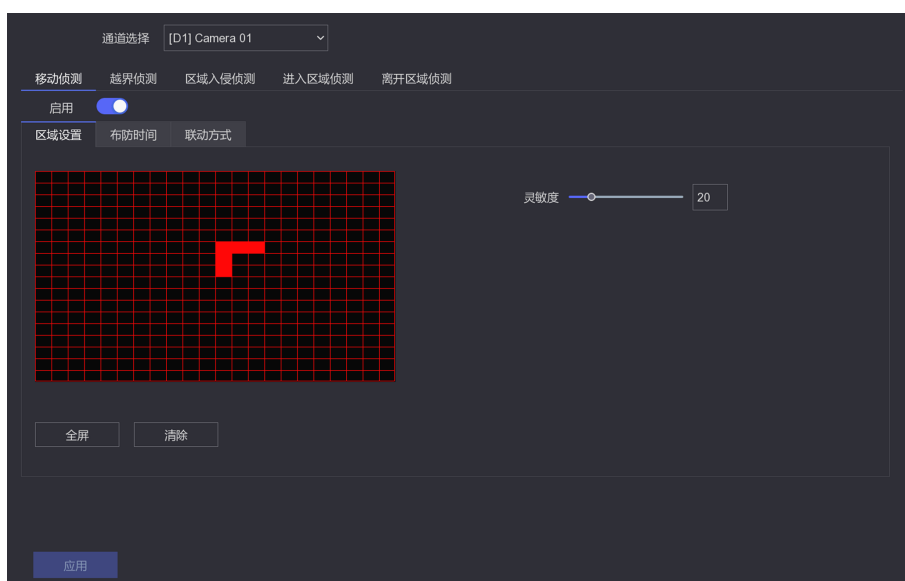 通道选择 [D1] Camera 01
移动侦测 越界侦测 区域入侵侦测 进入区域侦测 离开区域侦测
启用
区域设置 布防时间 联动方式
灵敏度 20
全屏 清除
应用